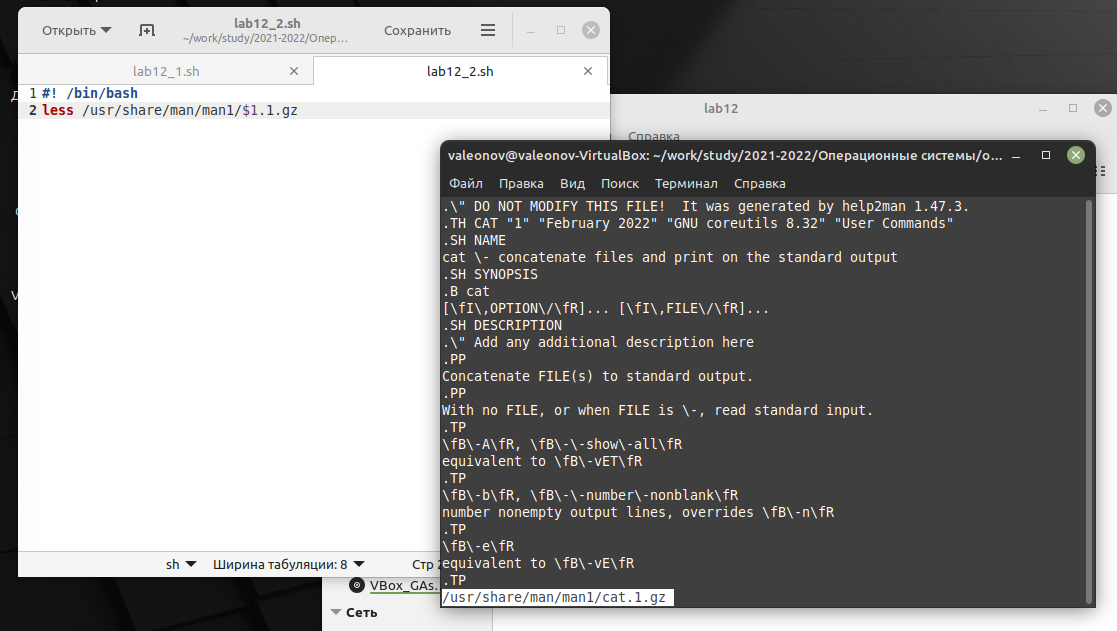 Открыть
lab12_2.sh
~/work/study/2021-2022/Опер...
Сохранить
lab12_1.sh
lab12_2.sh
1 #! /bin/bash
2 less /usr/share/man/man1/$1.1.gz
sh
Ширина табуляции: 8
Стр 2
lab12
Справка
valeonov@valeonov-VirtualBox: ~/work/study/2021-2022/Операционные системы/о...
Файл Правка Вид Поиск Терминал Справка
.\" DO NOT MODIFY THIS FILE!  It was generated by help2man 1.47.3.
.TH CAT "1" "February 2022" "GNU coreutils 8.32" "User Commands"
.SH NAME
cat \- concatenate files and print on the standard output
.SH SYNOPSIS
.B cat
[\fI\,OPTION\/\fR]... [\fI\,FILE\/\fR]...
.SH DESCRIPTION
.\" Add any additional description here
.PP
Concatenate FILE(s) to standard output.
.PP
With no FILE, or when FILE is \-, read standard input.
.TP
\fB\-A\fR, \fB\-\-show\-all\fR
equivalent to \fB\-vET\fR
.TP
\fB\-b\fR, \fB\-\-number\-nonblank\fR
number nonempty output lines, overrides \fB\-n\fR
.TP
\fB\-e\fR
equivalent to \fB\-vE\fR
.TP
/usr/share/man/man1/cat.1.gz
VBox_GAs.
Сеть